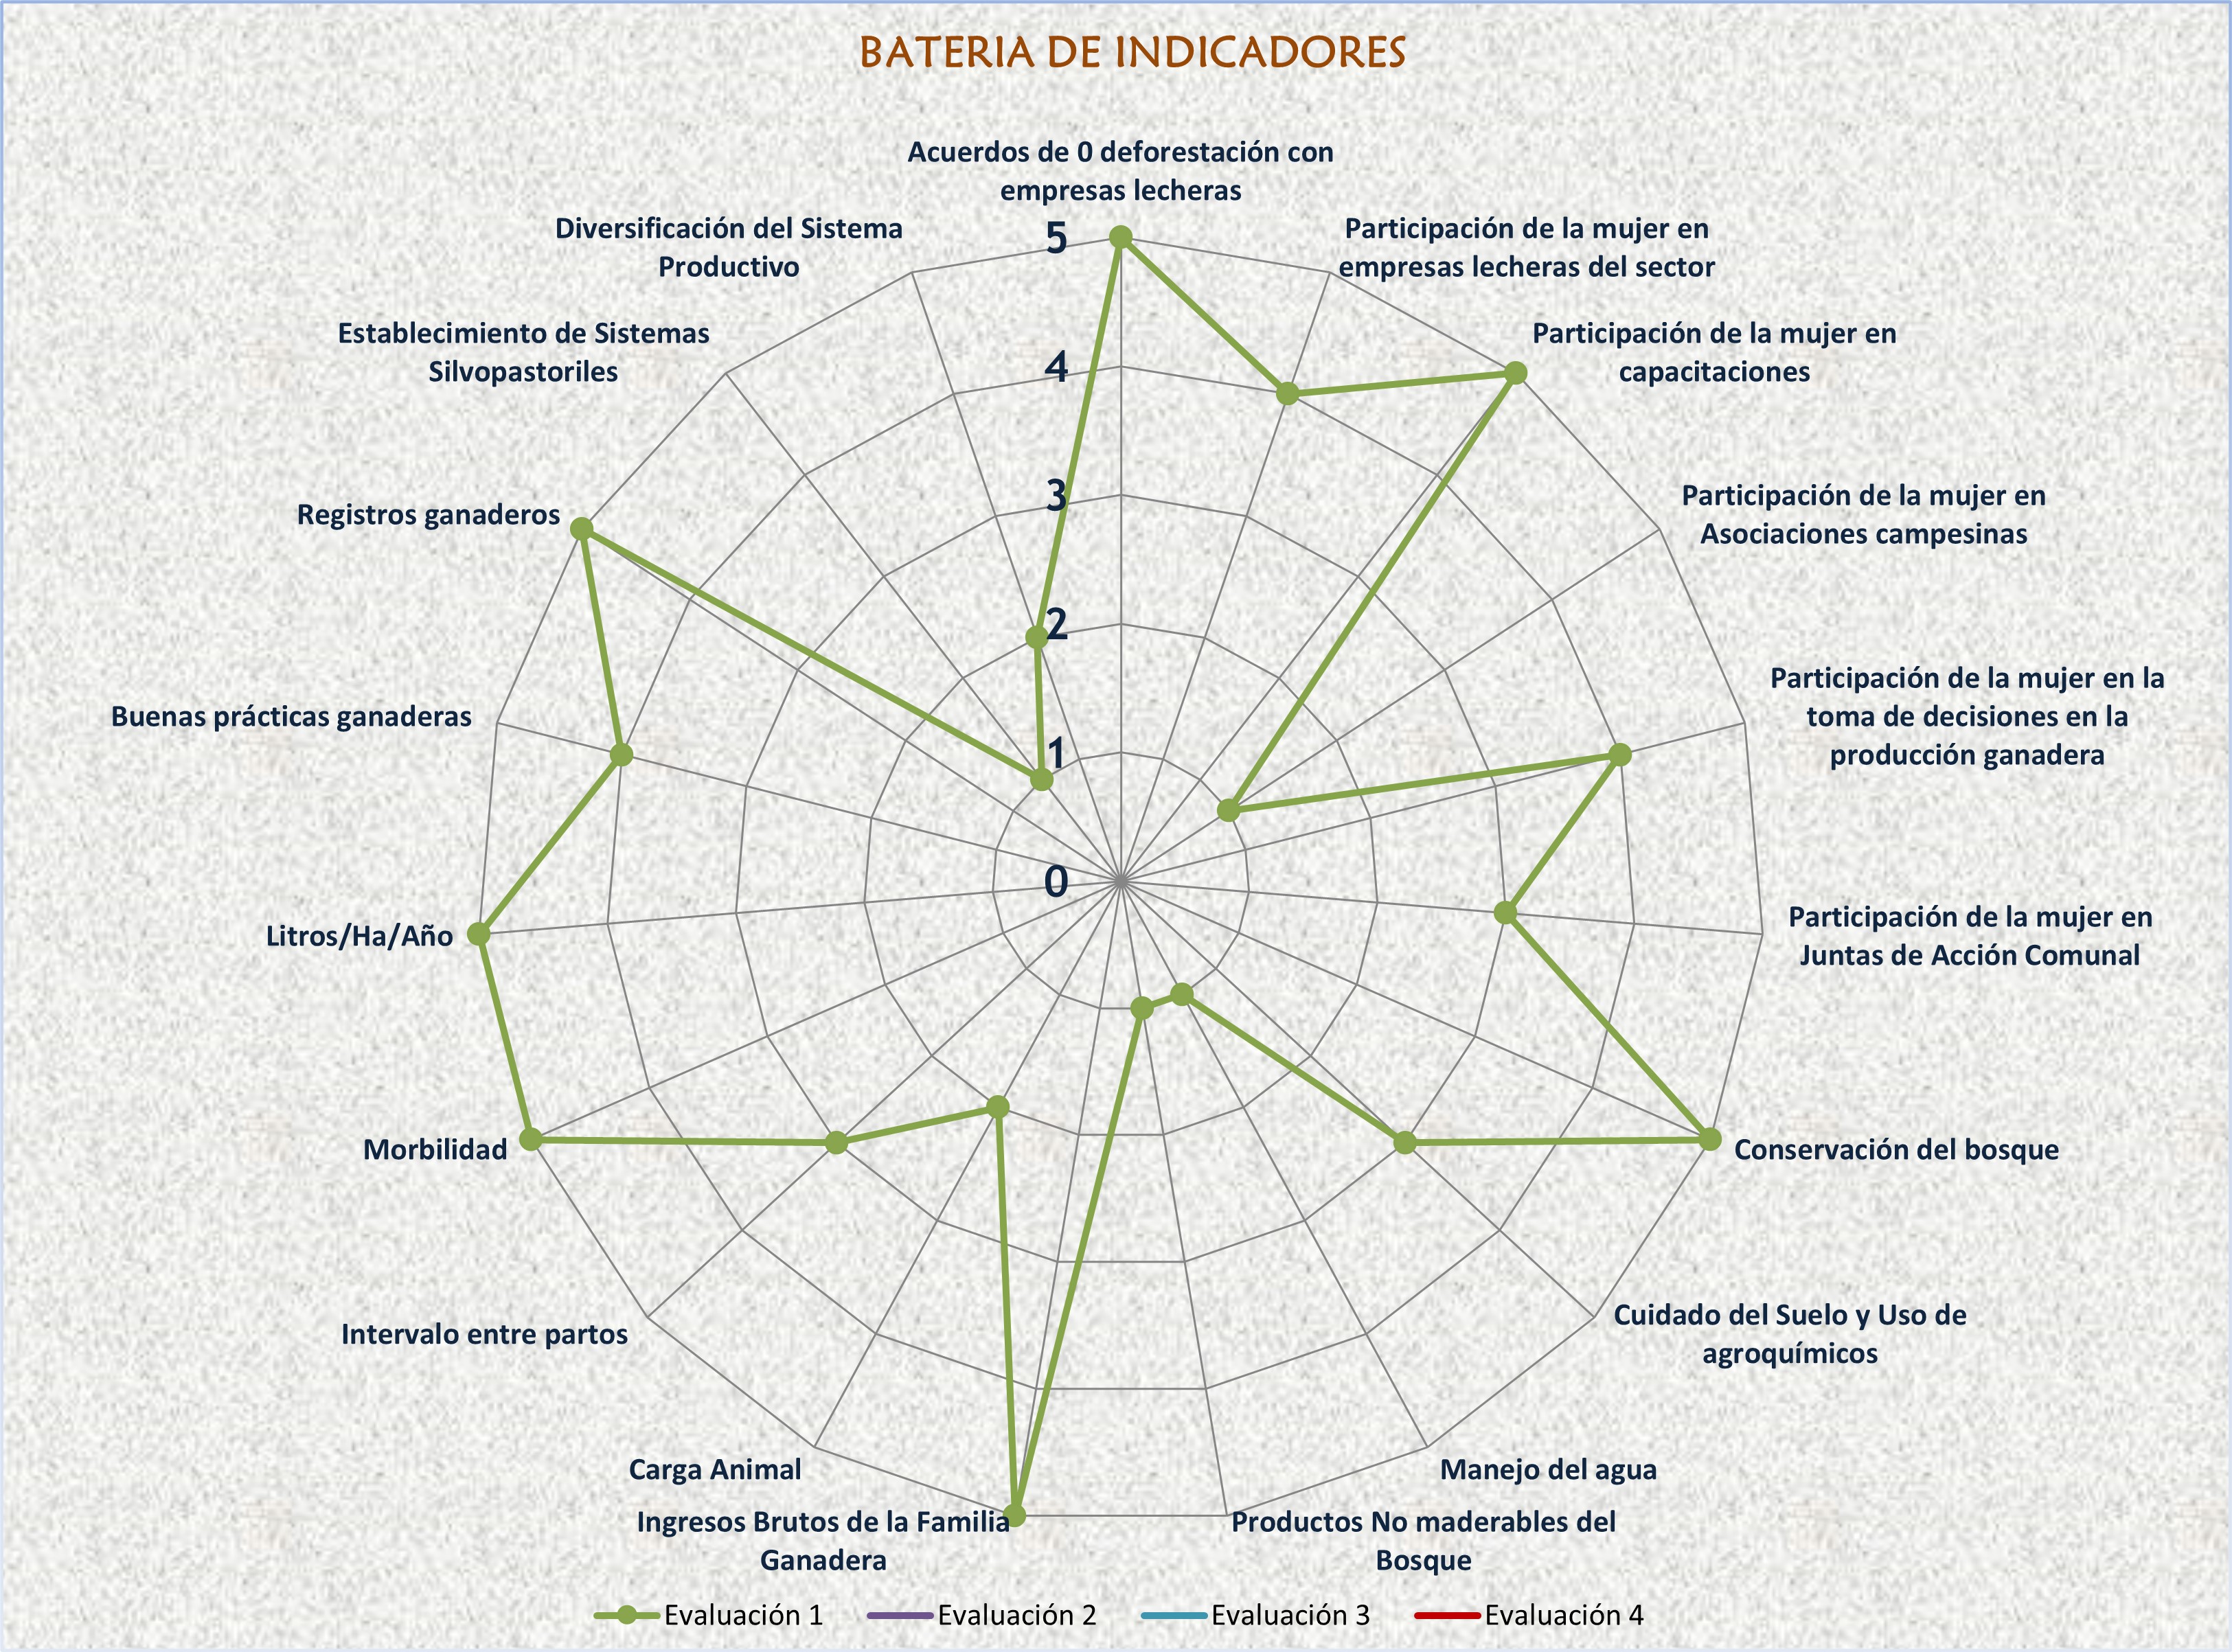 BATERIA DE INDICADORES
Acuerdos de 0 deforestación con
empresas lecheras
Participación de la mujer en
empresas lecheras del sector
Participación de la mujer en
capacitaciones
Participación de la mujer en
Asociaciones campesinas
Participación de la mujer en la
toma de decisiones en la
producción ganadera
Participación de la mujer en
Juntas de Acción Comunal
Conservación del bosque
Cuidado del Suelo y Uso de
agroquímicos
Manejo del agua
Productos No maderables del
Bosque
Ingresos Brutos de la Familia
Ganadera
Carga Animal
Intervalo entre partos
Morbilidad
Litros/Ha/Año
Buenas prácticas ganaderas
Registros ganaderos
Establecimiento de Sistemas
Silvopastoriles
Diversificación del Sistema
Productivo
5
4
3
2
1
0
Evaluación 1
Evaluación 2
Evaluación 3
Evaluación 4